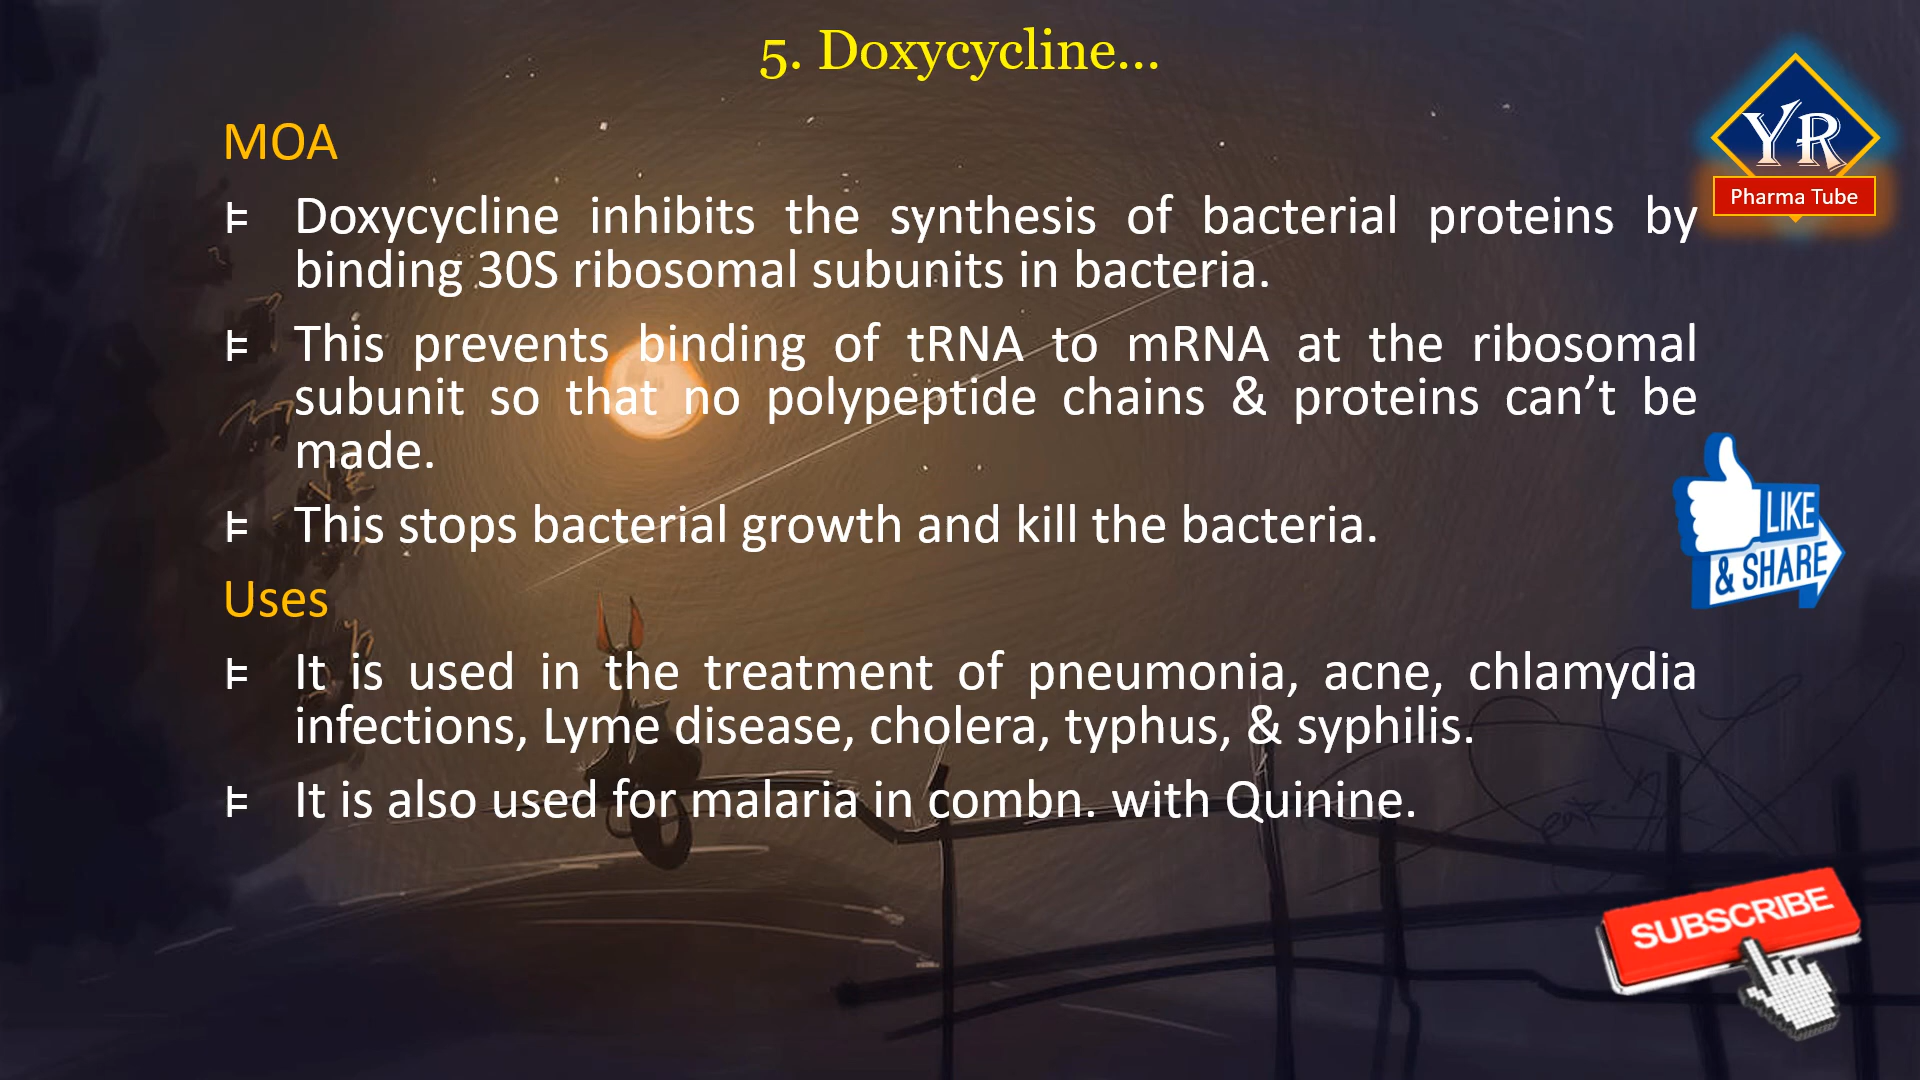 5. Doxycycline...
YR
Pharma Tube
MOA
Doxycycline inhibits the synthesis of bacterial proteins by
binding 30S ribosomal subunits in bacteria.
This prevents binding of tRNA to mRNA at the ribosomal
subunit so that no polypeptide chains & proteins can’t be
made.
This stops bacterial growth and kill the bacteria.
LIKE
& SHARE
Uses
It is used in the treatment of pneumonia, acne, chlamydia
infections, Lyme disease, cholera, typhus, & syphilis.
It is also used for malaria in combn. with Quinine.
SUBSCRIBE